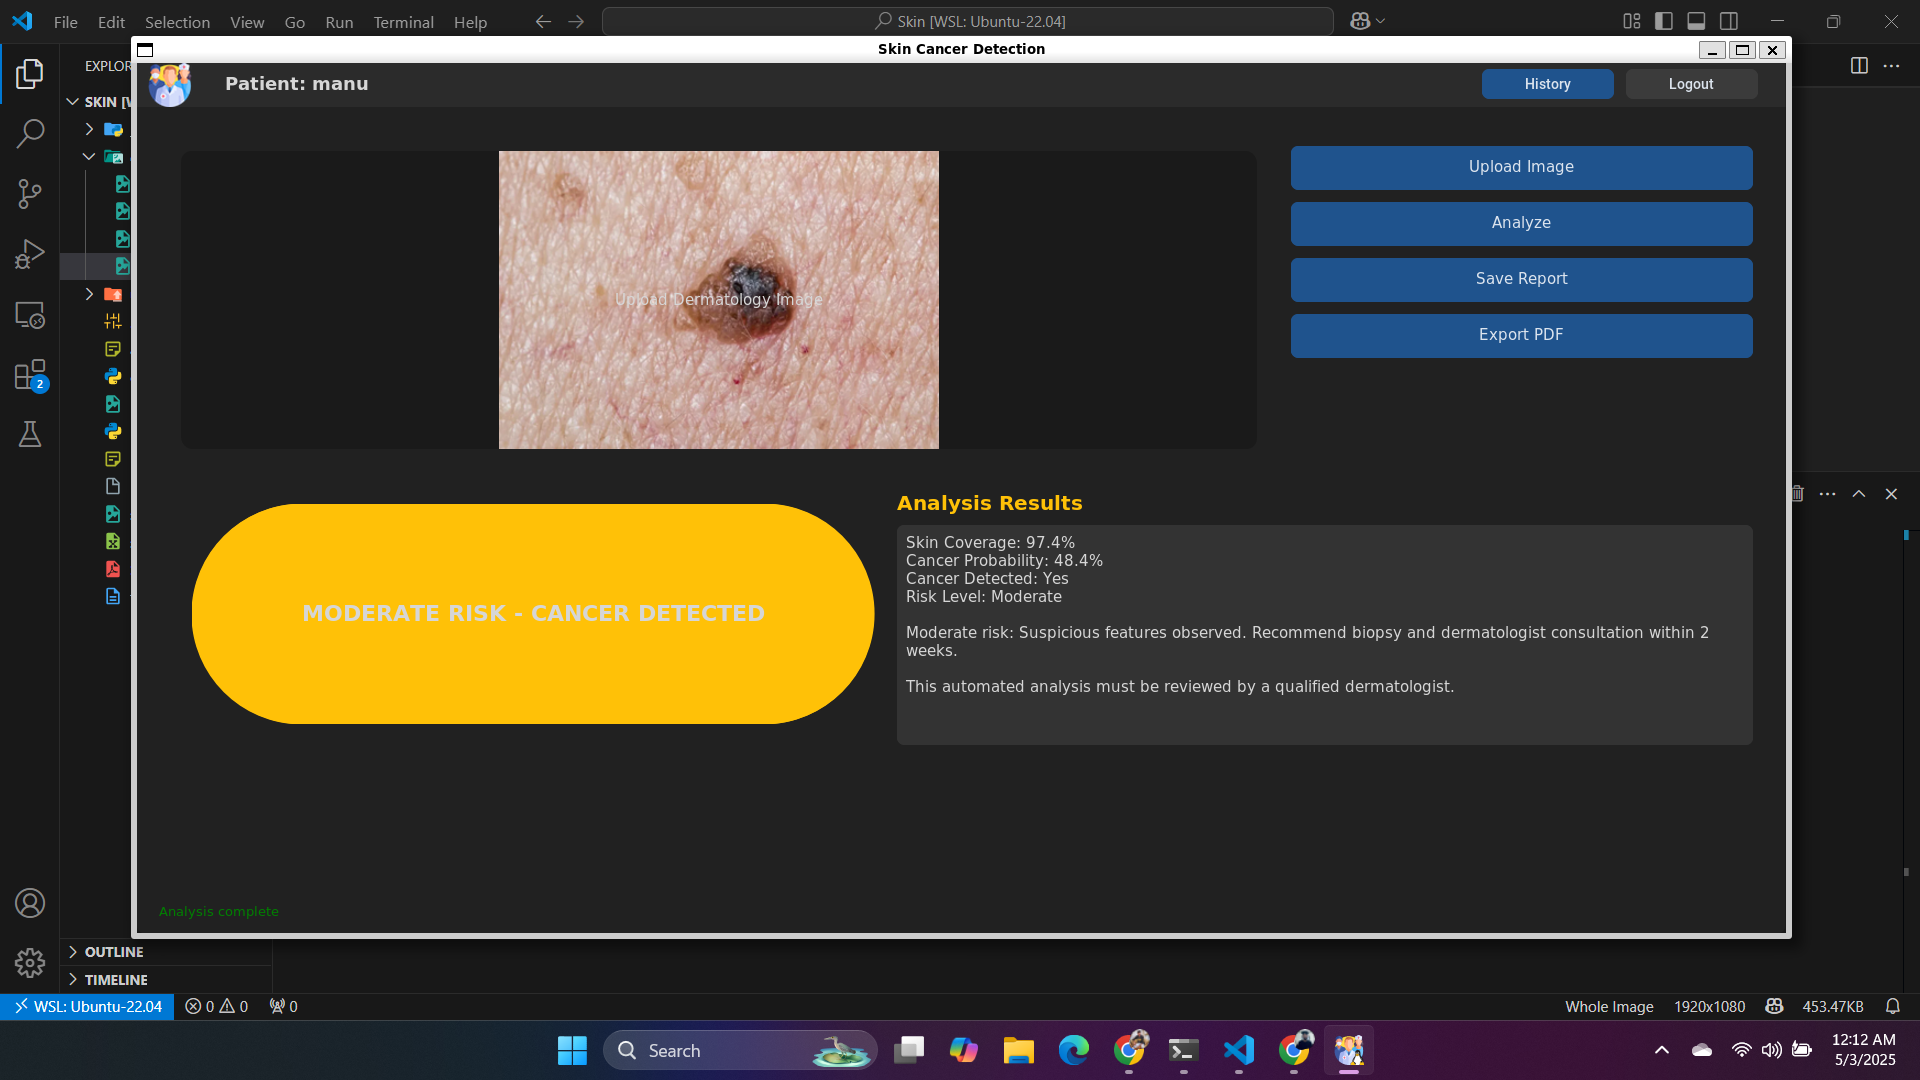 File Edit Selection View Go Run Terminal Help
Skin [WSL: Ubuntu-22.04]
EXPLOR
SKIN [W
Skin Cancer Detection
Patient: manu
History
Logout
Upload Dermatology Image
Upload Image
Analyze
Save Report
Export PDF
MODERATE RISK - CANCER DETECTED
Analysis Results
Skin Coverage: 97.4%
Cancer Probability: 48.4%
Cancer Detected: Yes
Risk Level: Moderate
Moderate risk: Suspicious features observed. Recommend biopsy and dermatologist consultation within 2
weeks.
This automated analysis must be reviewed by a qualified dermatologist.
Analysis complete
2
OUTLINE
TIMELINE
WSL: Ubuntu-22.04 0 0 0
Whole Image 1920x1080 453.47KB
Search
12:12 AM
5/3/2025